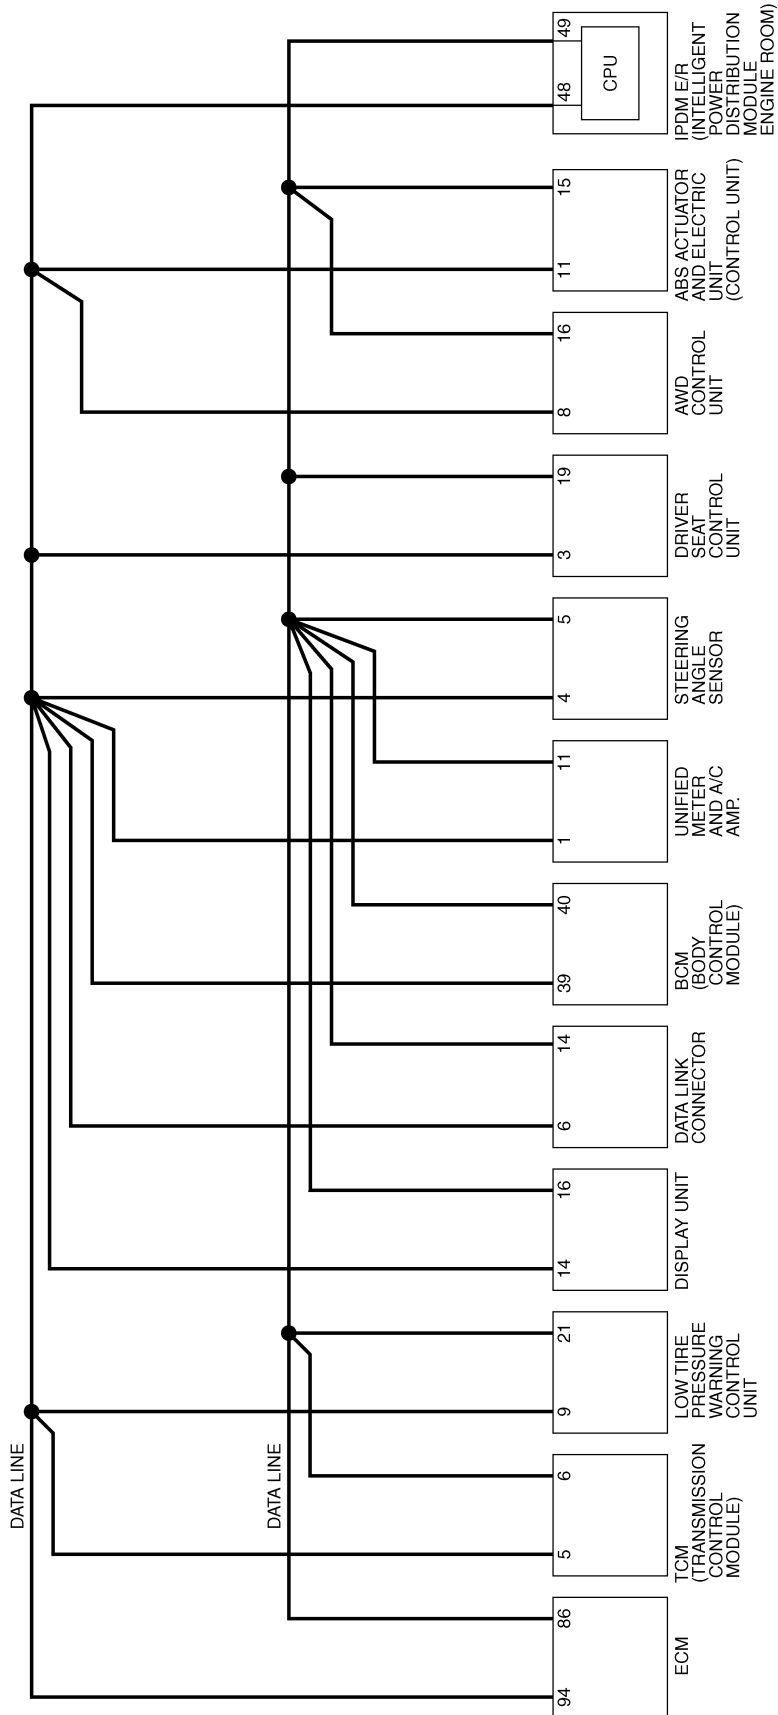 DATA LINE
DATA LINE
94
86
ECM
5
6
TCM
(TRANSMISSION
CONTROL
MODULE)
9
21
LOW TIRE
PRESSURE
WARNING
CONTROL
UNIT
14
16
DISPLAY UNIT
6
14
DATA LINK
CONNECTOR
39
40
BCM
(BODY
CONTROL
MODULE)
1
11
UNIFIED
METER
AND A/C
AMP.
4
5
STEERING
ANGLE
SENSOR
3
19
DRIVER
SEAT
CONTROL
UNIT
8
16
AWD
CONTROL
UNIT
11
15
ABS ACTUATOR
AND ELECTRIC
UNIT
(CONTROL UNIT)
48
49
CPU
IPDM E/R
(INTELLIGENT
POWER
DISTRIBUTION
MODULE
ENGINE ROOM)